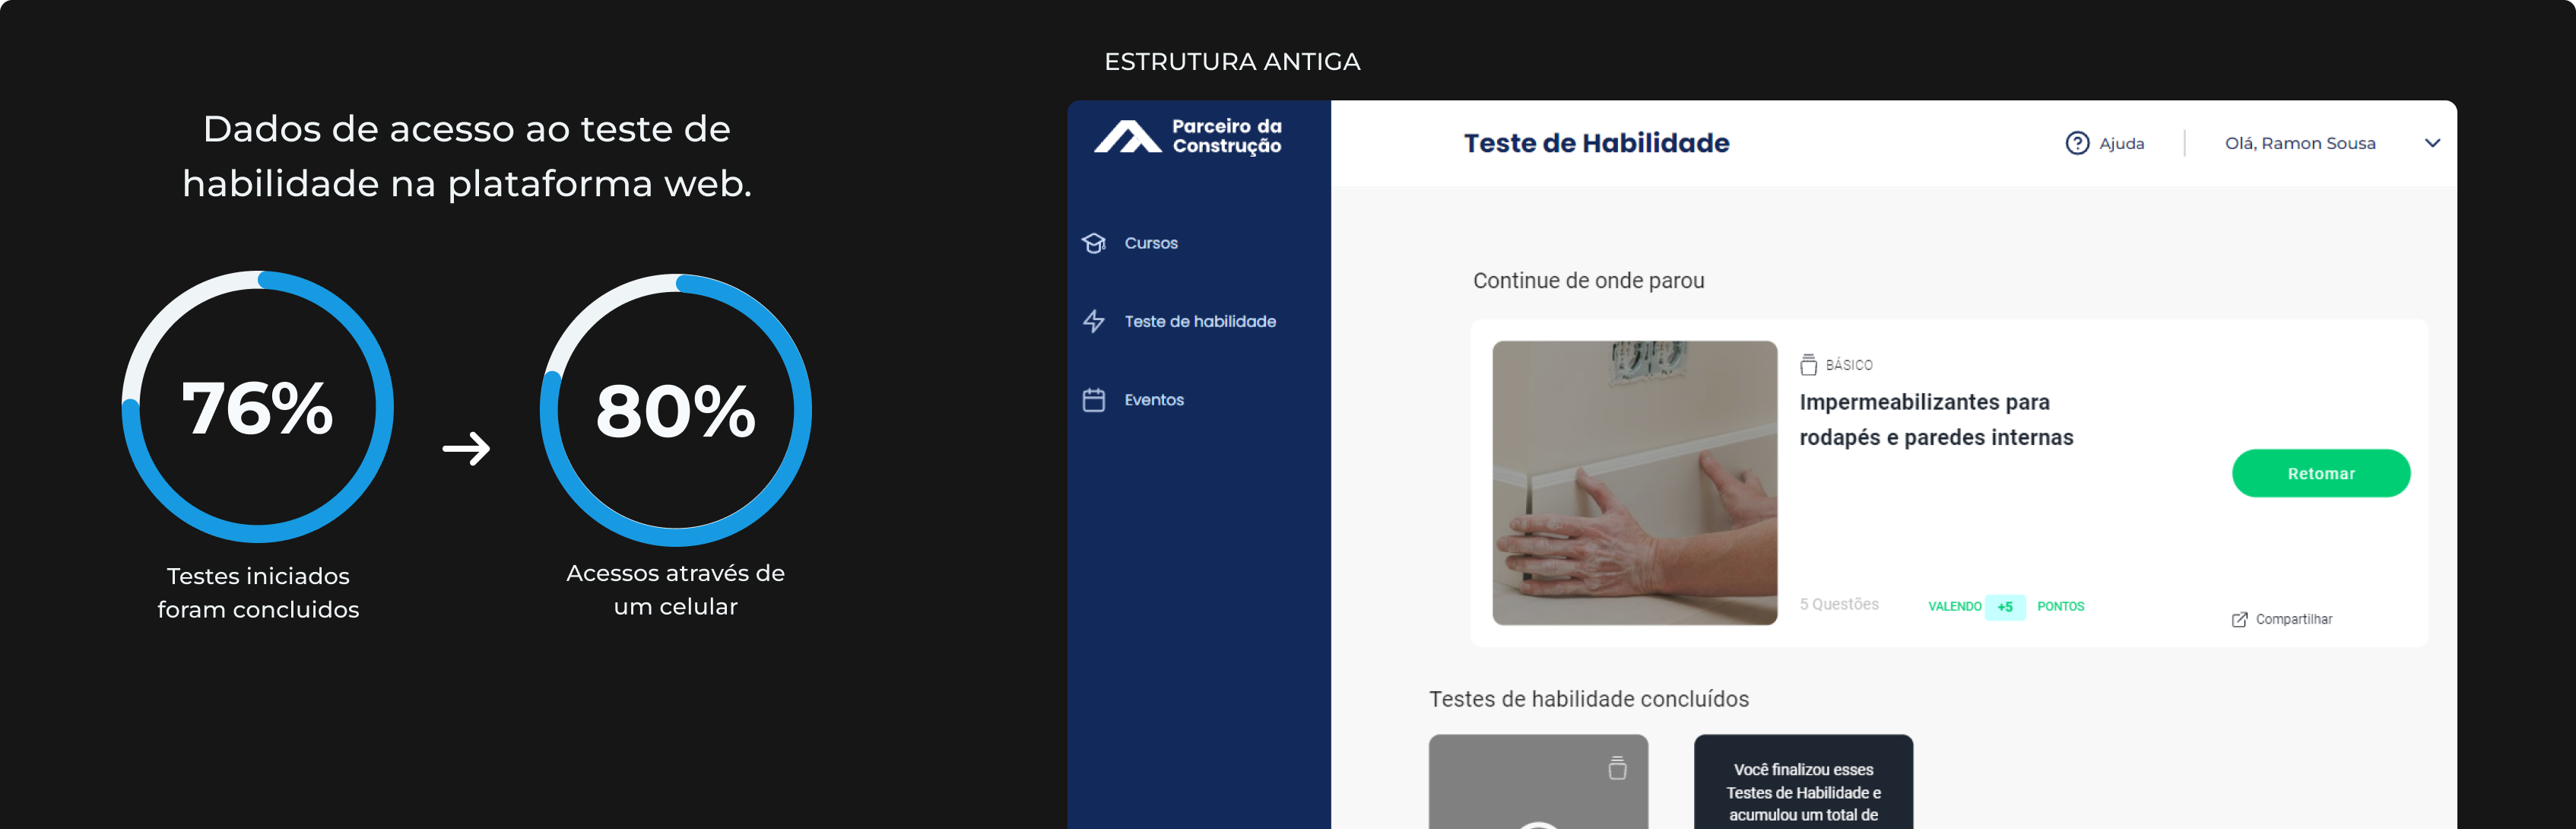 Dados de acesso ao teste de
habilidade na plataforma web.
76%
Testes iniciados
foram concluidos
80%
Acessos através de
um celular
ESTRUTURA ANTIGA
Parceiro da
Construção
Cursos
Teste de habilidade
Eventos
Teste de Habilidade
Ajuda
Olá, Ramon Sousa
Continue de onde parou
BÁSICO
Impermeabilizantes para
rodapés e paredes internas
Retomar
5 Questões
VALENDO +5 PONTOS
Compartilhar
Testes de habilidade concluídos
Você finalizou esses
Testes de Habilidade e
acumulou um total de